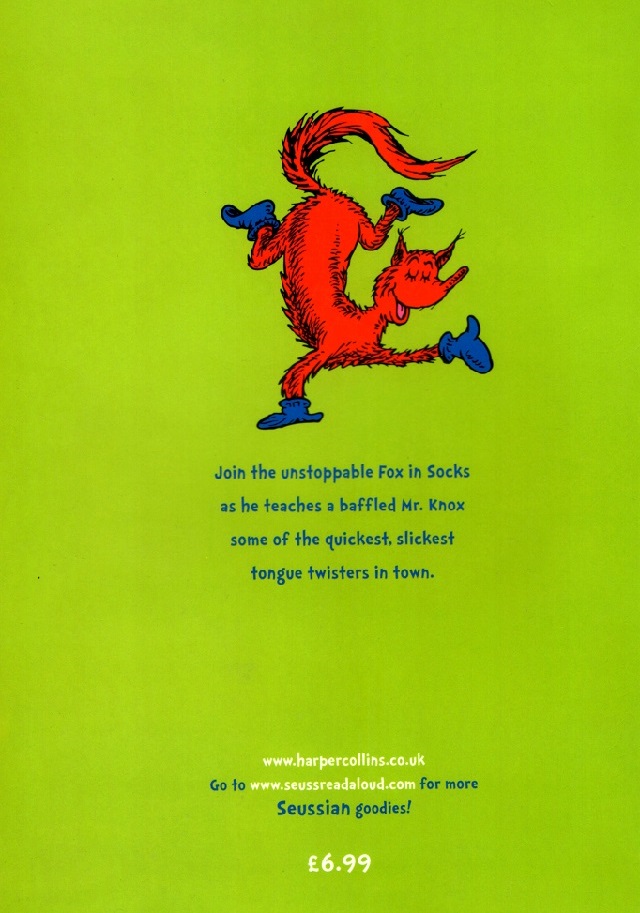 Join the unstoppable Fox in Socks
as he teaches a baffled Mr. Knox
some of the quickest, slickest
tongue twisters in town.
www.harpercollins.co.uk
Go to www.seussreadaloud.com for more
Seussian goodies!
£6.99